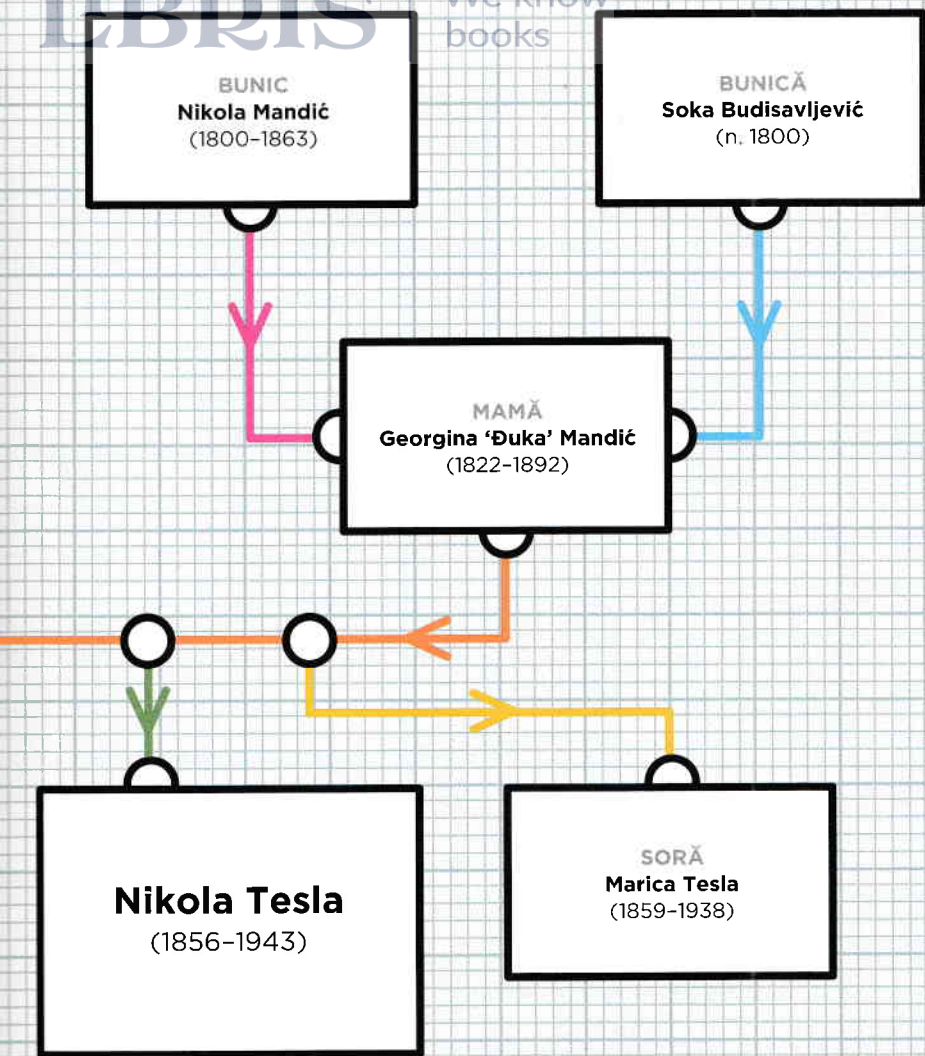 LBRIS
We know
books
BUNIC
Nikola Mandić
(1800–1863)
BUNICĂ
Soka Budisavljević
(n. 1800)
MAMĂ
Georgina ‘Đuka’ Mandić
(1822–1892)
Nikola Tesla
(1856–1943)
SORĂ
Marica Tesla
(1859–1938)